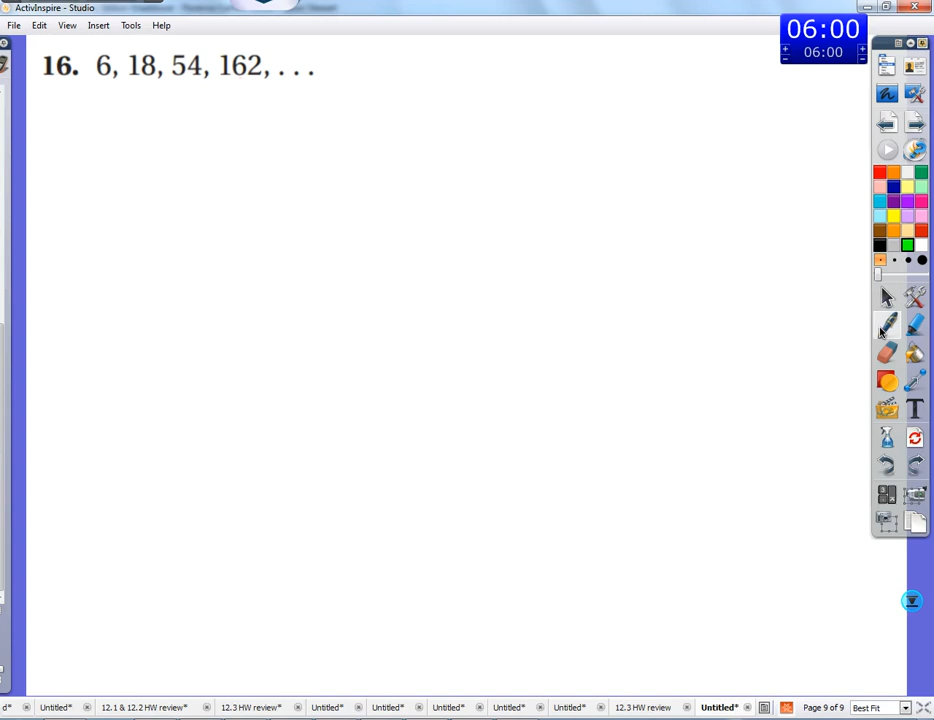 ActivInspire - Studio
File Edit View Insert Tools Help
06:00
06:00
16. 6, 18, 54, 162, . . .
T
d* Untitled* 12.1 & 12.2 HW review* 12.3 HW review* Untitled* Untitled* Untitled* Untitled* Untitled* 12.3 HW review Untitled* Page 9 of 9 Best Fit